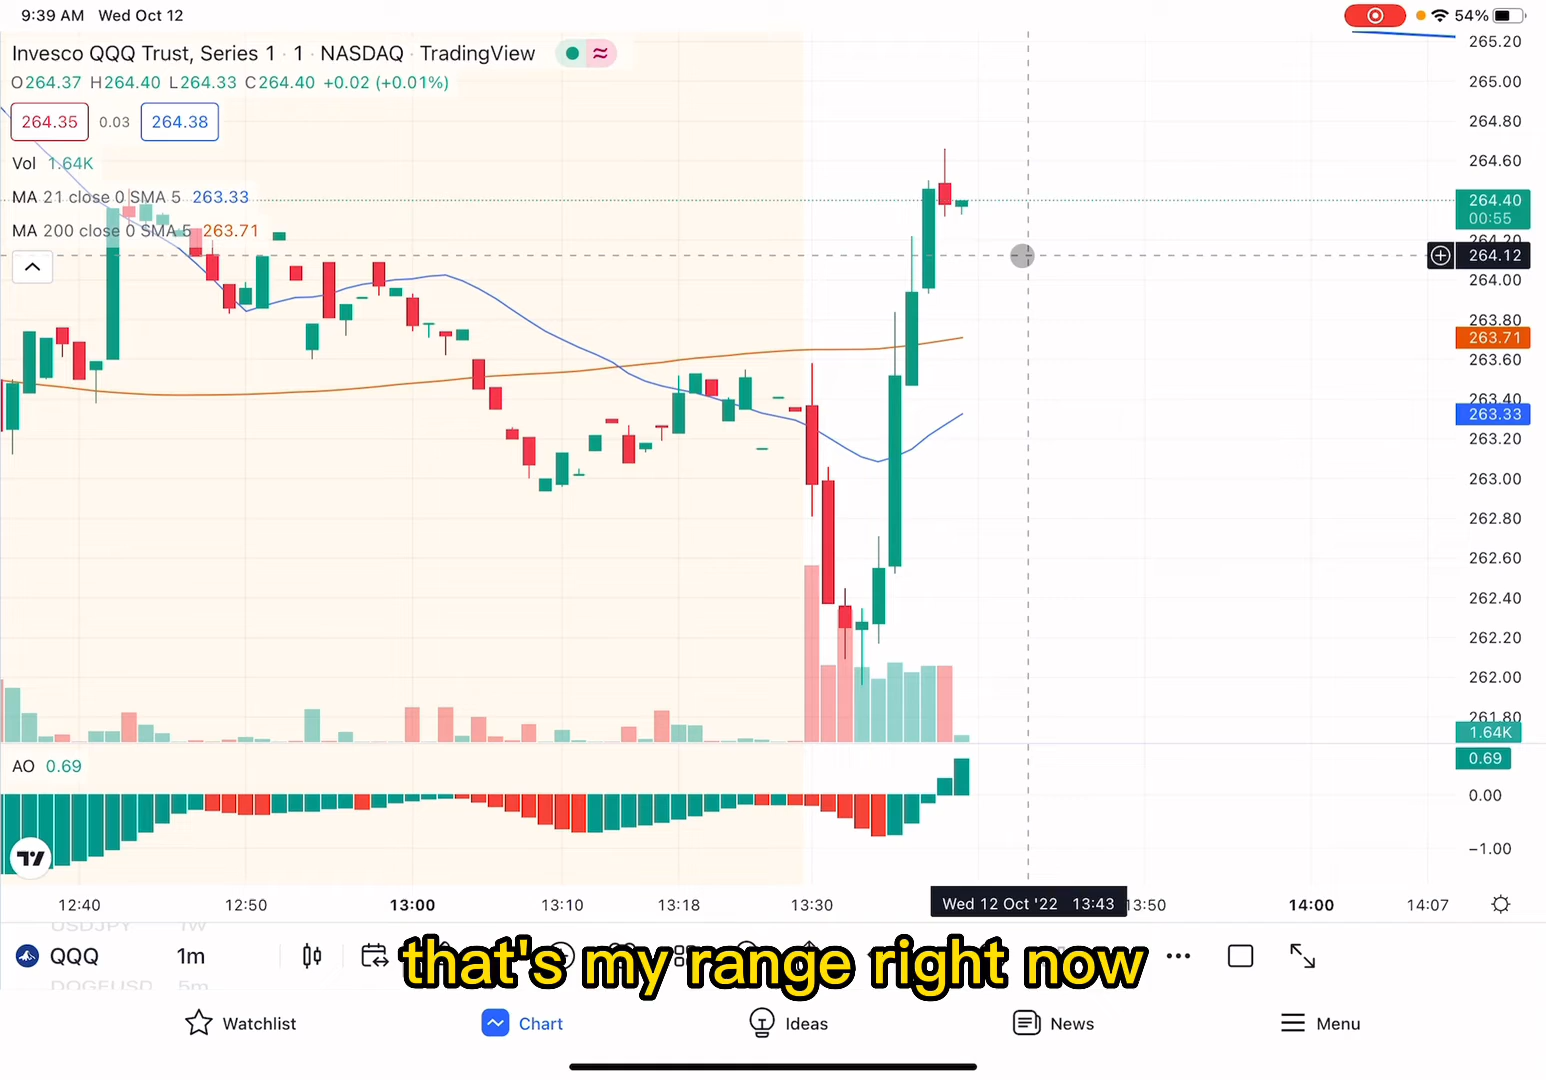 9:39 AM Wed Oct 12
54%
Invesco QQQ Trust, Series 1 · 1 · NASDAQ · TradingView
O264.37 H264.40 L264.33 C264.40 +0.02 (+0.01%)
264.35 0.03 264.38
Vol 1.64K
MA 21 close 0 SMA 5 263.33
MA 200 close 0 SMA 5 263.71
265.20
265.00
264.80
264.60
264.40
00:55
264.20
264.12
264.00
263.80
263.71
263.60
263.40
263.33
263.20
263.00
262.80
262.60
262.40
262.20
262.00
261.80
1.64K
AO 0.69
0.69
0.00
−1.00
12:40 12:50 13:00 13:10 13:18 13:30 Wed 12 Oct '22 13:43 13:50 14:00 14:07
USDJPY 1W
QQQ 1m
DOGEUSD 5m
that's my range right now
Watchlist Chart Ideas News Menu